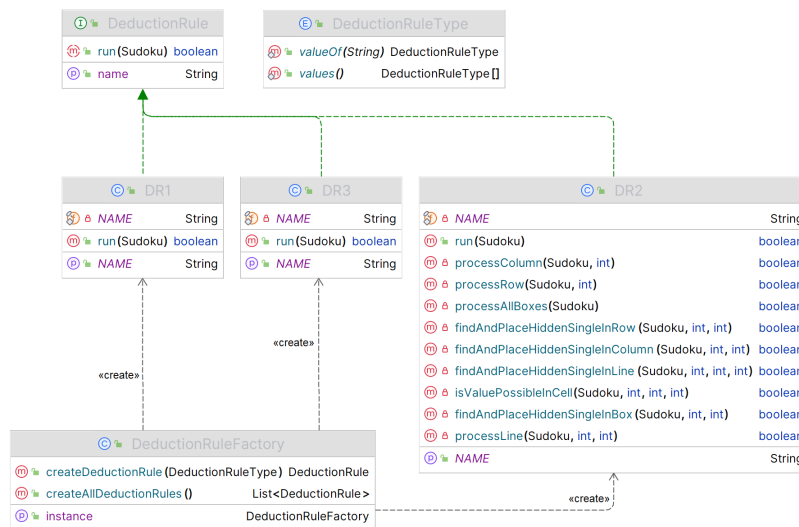 I DeductionRule
m run(Sudoku) boolean
p name String
E DeductionRuleType
m valueOf(String) DeductionRuleType
m values() DeductionRuleType[]
C DR1
f NAME String
m run(Sudoku) boolean
p NAME String
C DR3
f NAME String
m run(Sudoku) boolean
p NAME String
C DR2
NAME String
m run(Sudoku) boolean
m processColumn(Sudoku, int) boolean
m processRow(Sudoku, int) boolean
m processAllBoxes(Sudoku) boolean
m findAndPlaceHiddenSingleInRow(Sudoku, int, int) boolean
m findAndPlaceHiddenSingleInColumn(Sudoku, int, int) boolean
m findAndPlaceHiddenSingleInLine(Sudoku, int, int, int) boolean
m isValuePossibleInCell(Sudoku, int, int, int) boolean
m findAndPlaceHiddenSingleInBox(Sudoku, int, int) boolean
m processLine(Sudoku, int, int) boolean
p NAME String
«create»
«create»
C DeductionRuleFactory
m createDeductionRule(DeductionRuleType) DeductionRule
m createAllDeductionRules() List<DeductionRule>
p instance DeductionRuleFactory
«create»